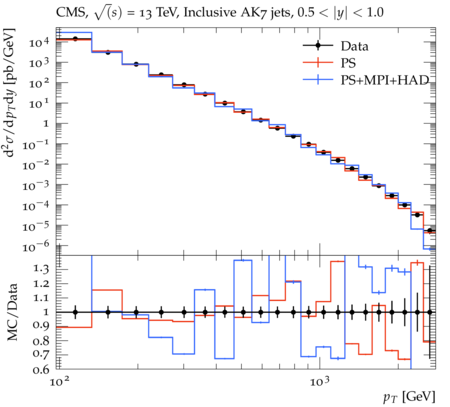 CMS, √(s) = 13 TeV, Inclusive AK7 jets, 0.5 < |y| < 1.0
d²σ/dp_T dy [pb/GeV]
10⁴
10³
10²
10¹
1
10⁻¹
10⁻²
10⁻³
10⁻⁴
10⁻⁵
10⁻⁶
Data
PS
PS+MPI+HAD
MC/Data
1.3
1.2
1.1
1
0.9
0.8
0.7
0.6
10² 10³
p_T [GeV]